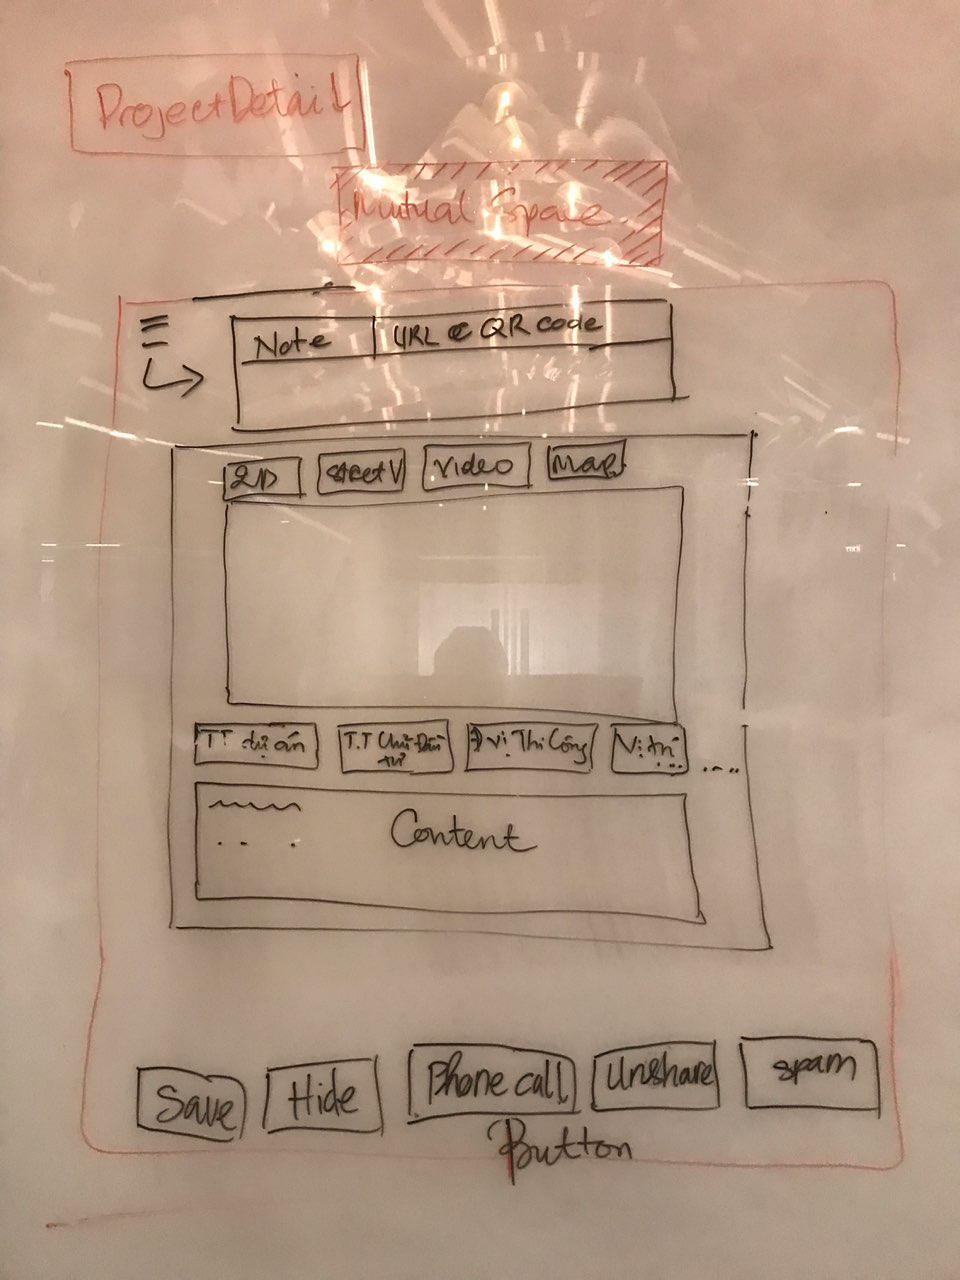 ProjectDetail
Mutual Space
Note URL & QR code
2D StreetV Video Map
TT dự án T.T Chủ Đầu tư Đ vị Thi Công Vị trí ....
Content
Save Hide Phone call Unshare spam
Button